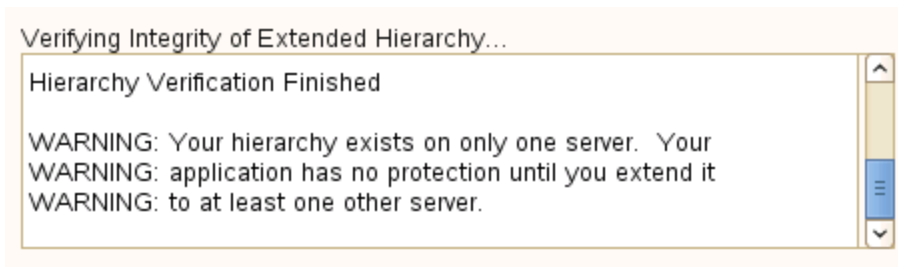 Verifying Integrity of Extended Hierarchy...
Hierarchy Verification Finished
WARNING: Your hierarchy exists on only one server.  Your
WARNING: application has no protection until you extend it
WARNING: to at least one other server.